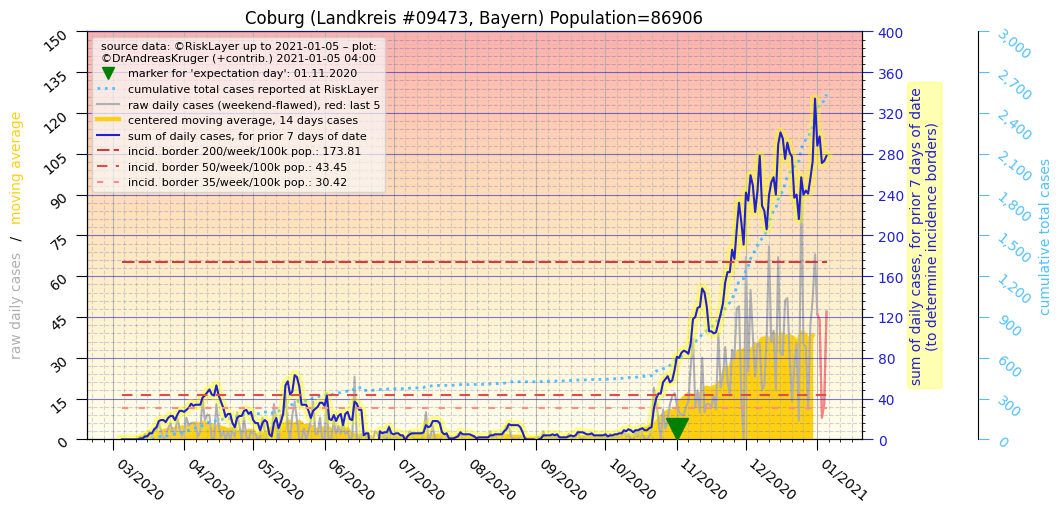 Coburg (Landkreis #09473, Bayern) Population=86906
source data: ©RiskLayer up to 2021-01-05 – plot:
©DrAndreasKruger (+contrib.) 2021-01-05 04:00
marker for 'expectation day': 01.11.2020
cumulative total cases reported at RiskLayer
raw daily cases (weekend-flawed), red: last 5
centered moving average, 14 days cases
sum of daily cases, for prior 7 days of date
incid. border 200/week/100k pop.: 173.81
incid. border 50/week/100k pop.: 43.45
incid. border 35/week/100k pop.: 30.42
raw daily cases / moving average
150
135
120
105
90
75
60
45
30
15
0
03/2020
04/2020
05/2020
06/2020
07/2020
08/2020
09/2020
10/2020
11/2020
12/2020
01/2021
400
360
320
280
240
200
160
120
80
40
0
sum of daily cases, for prior 7 days of date
(to determine incidence borders)
3,000
2,700
2,400
2,100
1,800
1,500
1,200
900
600
300
0
cumulative total cases